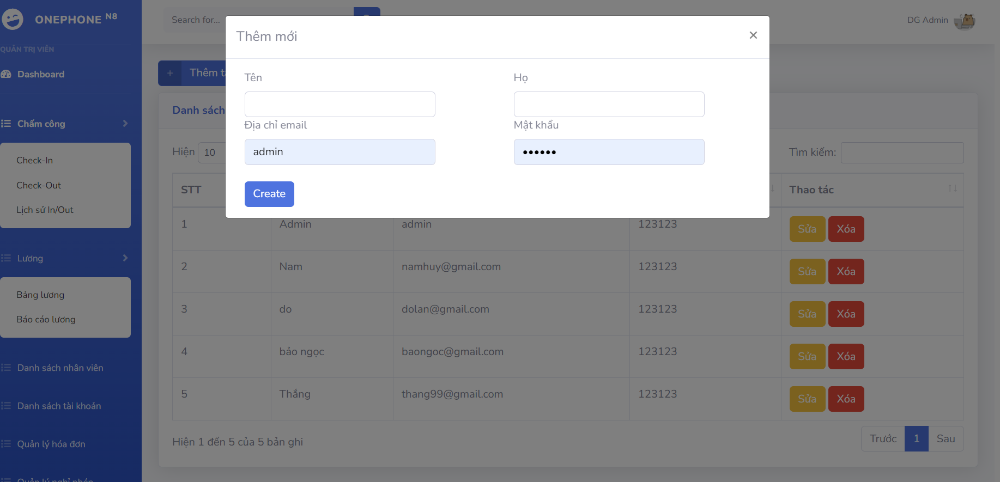 ONEPHONE N8
QUẢN TRỊ VIÊN
Dashboard
Chấm công
Check-In
Check-Out
Lịch sử In/Out
Lương
Bảng lương
Báo cáo lương
Danh sách nhân viên
Danh sách tài khoản
Quản lý hóa đơn
Quản lý nghỉ phép
Search for...
DG Admin
+ Thêm
Thêm mới ×
Tên Họ
Địa chỉ email Mật khẩu
admin ••••••
Create
Danh sách
Hiện 10 Tìm kiếm:
STT Thao tác
1 Admin admin 123123 Sửa Xóa
2 Nam namhuy@gmail.com 123123 Sửa Xóa
3 do dolan@gmail.com 123123 Sửa Xóa
4 bảo ngọc baongoc@gmail.com 123123 Sửa Xóa
5 Thắng thang99@gmail.com 123123 Sửa Xóa
Hiện 1 đến 5 của 5 bản ghi
Trước 1 Sau